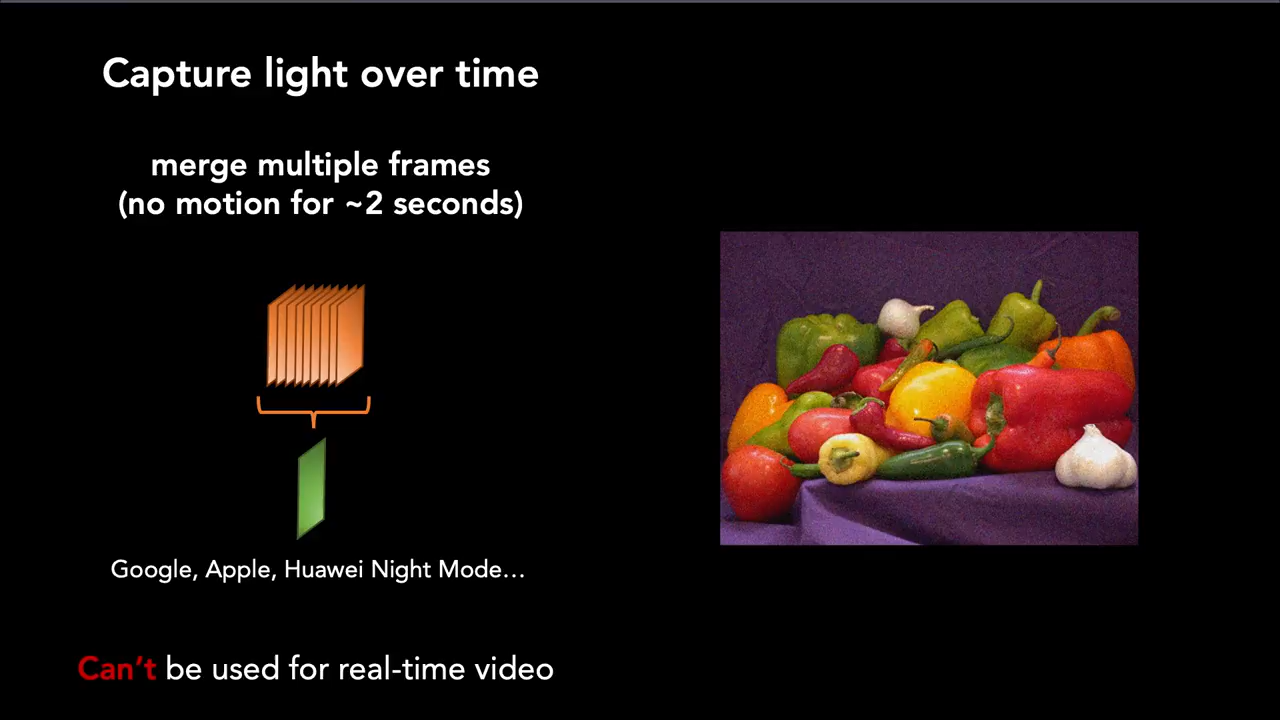 Capture light over time
merge multiple frames
(no motion for ~2 seconds)
Google, Apple, Huawei Night Mode…
Can't be used for real-time video